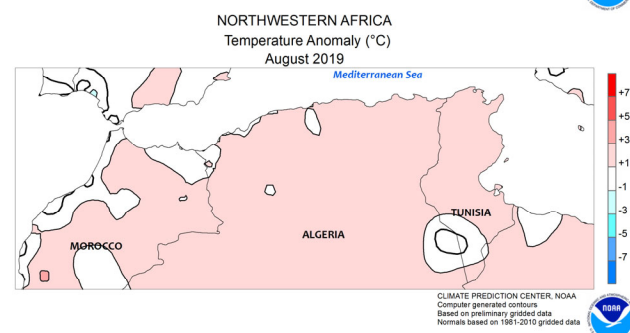 NORTHWESTERN AFRICA
Temperature Anomaly (°C)
August 2019
Mediterranean Sea
+7
+5
+3
+1
-1
-3
-5
-7
TUNISIA
ALGERIA
MOROCCO
CLIMATE PREDICTION CENTER, NOAA
Computer generated contours
Based on preliminary gridded data
Normals based on 1981-2010 gridded data
NOAA